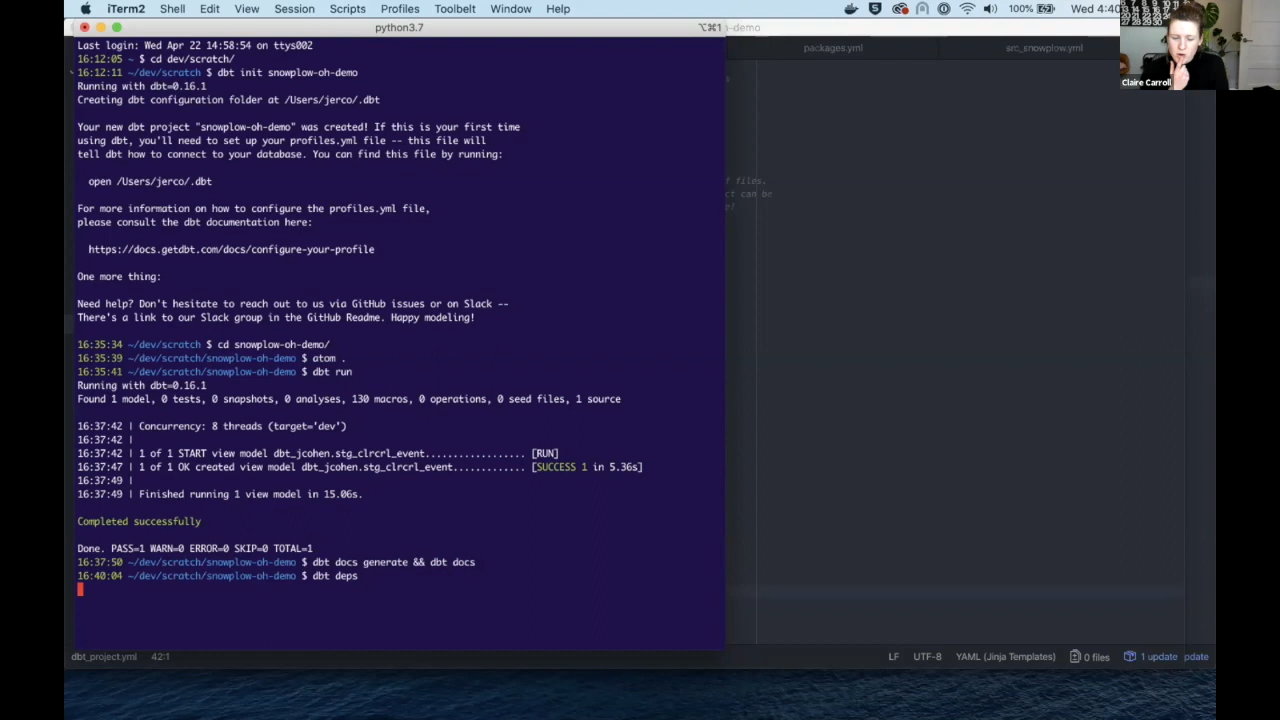 iTerm2 Shell Edit View Session Scripts Profiles Toolbelt Window Help 100% Wed 4:40
python3.7 ⌥⌘1 -demo
packages.yml src_snowplow.yml
Claire Carroll
Last login: Wed Apr 22 14:58:54 on ttys002
16:12:05 ~ $ cd dev/scratch/
16:12:11 ~/dev/scratch $ dbt init snowplow-oh-demo
Running with dbt=0.16.1
Creating dbt configuration folder at /Users/jerco/.dbt
Your new dbt project "snowplow-oh-demo" was created! If this is your first time
using dbt, you'll need to set up your profiles.yml file -- this file will
tell dbt how to connect to your database. You can find this file by running:
open /Users/jerco/.dbt
For more information on how to configure the profiles.yml file,
please consult the dbt documentation here:
https://docs.getdbt.com/docs/configure-your-profile
One more thing:
Need help? Don't hesitate to reach out to us via GitHub issues or on Slack --
There's a link to our Slack group in the GitHub Readme. Happy modeling!
16:35:34 ~/dev/scratch $ cd snowplow-oh-demo/
16:35:39 ~/dev/scratch/snowplow-oh-demo $ atom .
16:35:41 ~/dev/scratch/snowplow-oh-demo $ dbt run
Running with dbt=0.16.1
Found 1 model, 0 tests, 0 snapshots, 0 analyses, 130 macros, 0 operations, 0 seed files, 1 source
16:37:42 | Concurrency: 8 threads (target='dev')
16:37:42 |
16:37:42 | 1 of 1 START view model dbt_jcohen.stg_clrcrl_event.................. [RUN]
16:37:47 | 1 of 1 OK created view model dbt_jcohen.stg_clrcrl_event............. [SUCCESS 1 in 5.36s]
16:37:49 |
16:37:49 | Finished running 1 view model in 15.06s.
Completed successfully
Done. PASS=1 WARN=0 ERROR=0 SKIP=0 TOTAL=1
16:37:50 ~/dev/scratch/snowplow-oh-demo $ dbt docs generate && dbt docs
16:40:04 ~/dev/scratch/snowplow-oh-demo $ dbt deps
f files.
ct can be
dbt_project.yml 42:1 LF UTF-8 YAML (Jinja Templates) 0 files 1 update pdate